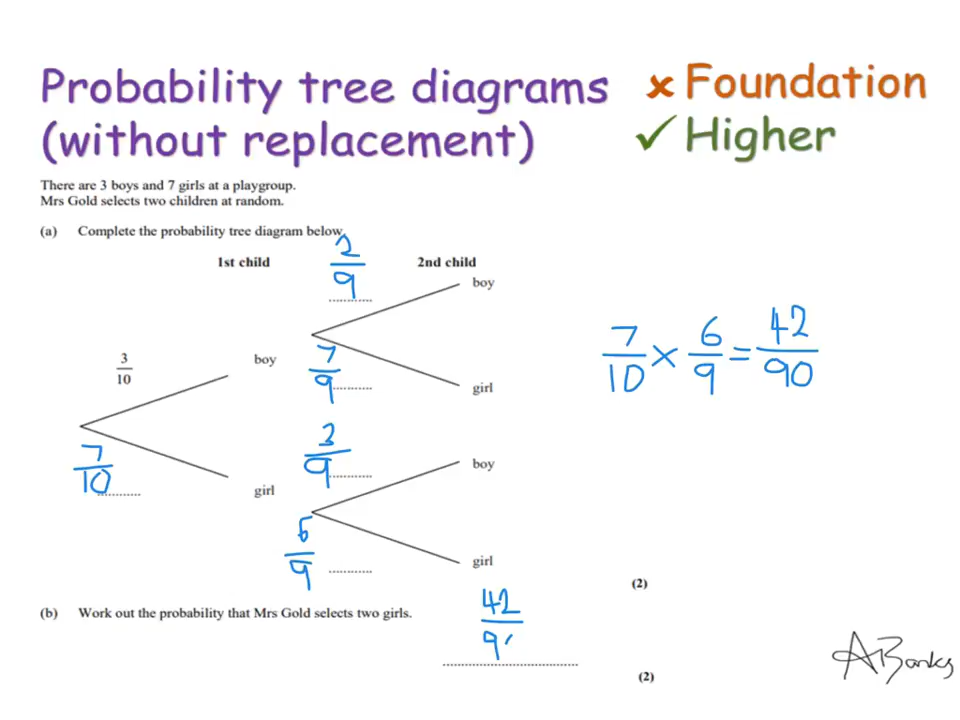 Probability tree diagrams
(without replacement)
× Foundation
✓ Higher
There are 3 boys and 7 girls at a playgroup.
Mrs Gold selects two children at random.
(a) Complete the probability tree diagram below.
1st child
2nd child
2/9
boy
3/10
boy
7/9
girl
7/10
girl
3/9
boy
6/9
girl
7/10 × 6/9 = 42/90
(2)
(b) Work out the probability that Mrs Gold selects two girls.
42
(2)
A Banks